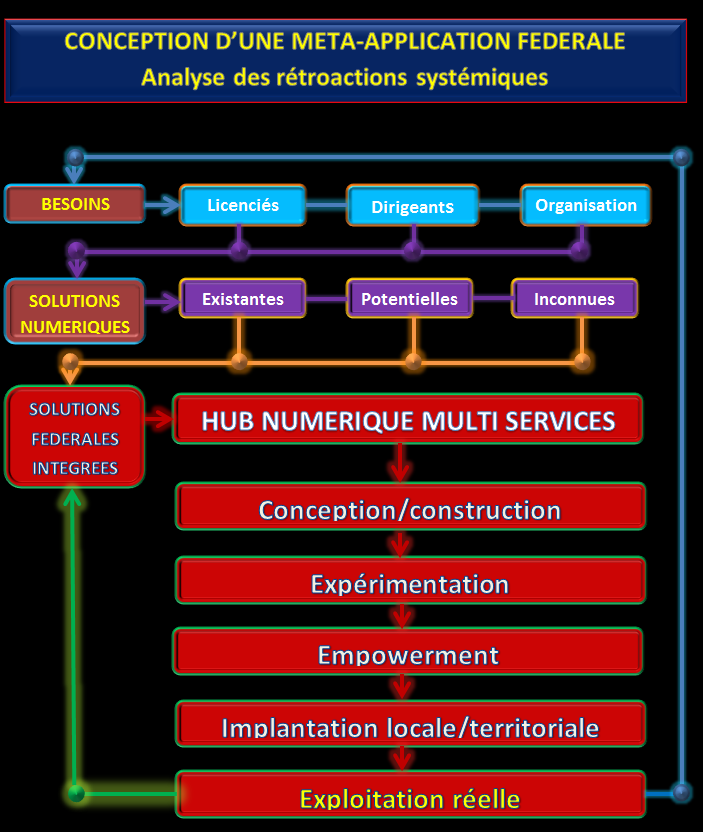 CONCEPTION D'UNE META-APPLICATION FEDERALE
Analyse des rétroactions systémiques
BESOINS
Licenciés
Dirigeants
Organisation
SOLUTIONS
NUMERIQUES
Existantes
Potentielles
Inconnues
SOLUTIONS
FEDERALES
INTEGREES
HUB NUMERIQUE MULTI SERVICES
Conception/construction
Expérimentation
Empowerment
Implantation locale/territoriale
Exploitation réelle